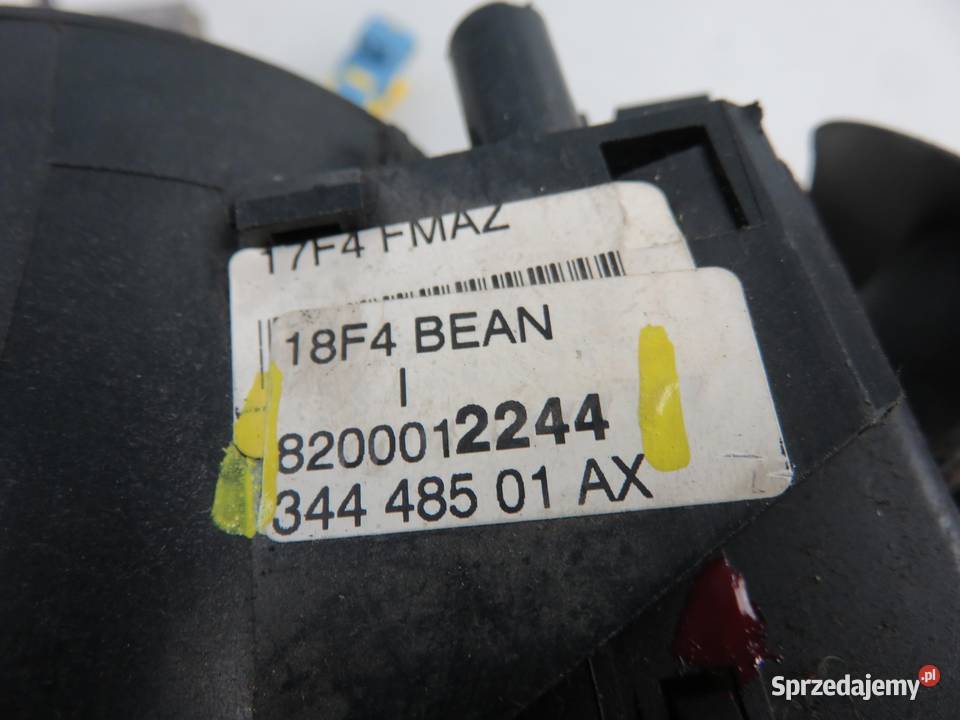 17F4 FMAZ
18F4 BEAN
I
8200012244
344 485 01 AX
Sprzedajemy.pl